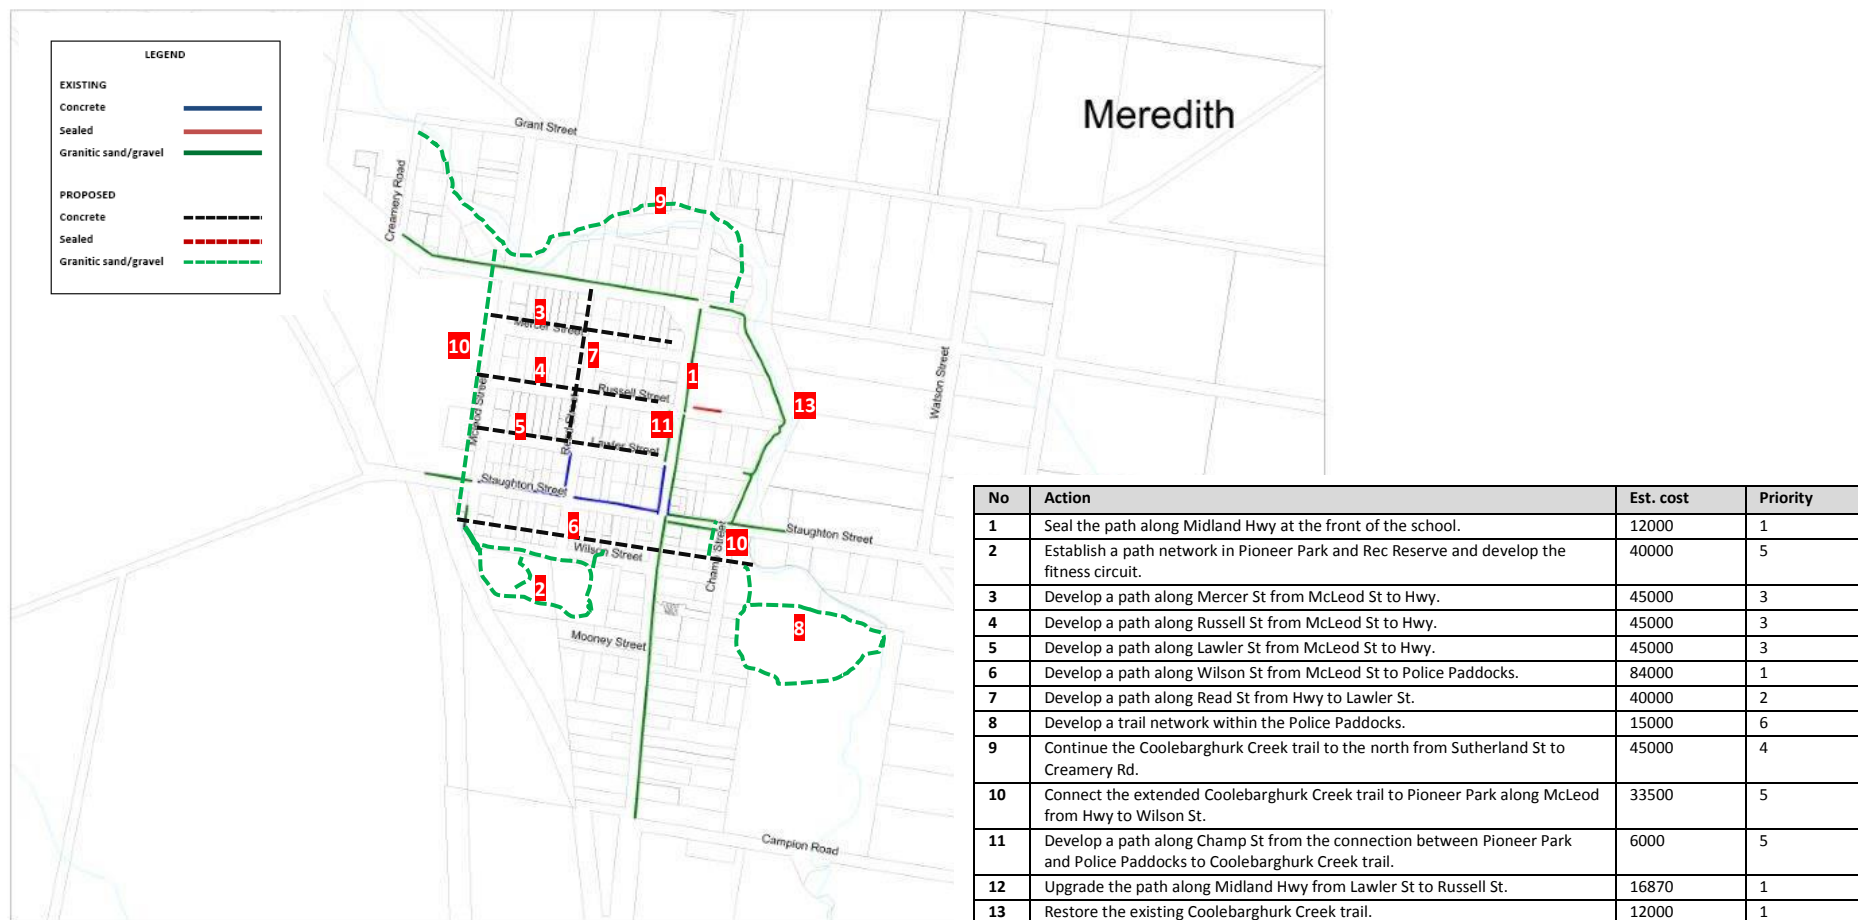 LEGEND
EXISTING
Concrete
Sealed
Granitic sand/gravel
PROPOSED
Concrete
Sealed
Granitic sand/gravel
Meredith
Grant Street
Creamery Road
9
3
Mercer Street
10
7
4
1
Russell Street
McLeod Street
13
Watson Street
5
11
Read Street
Lawler Street
Staughton Street
6
Staughton Street
10
Wilson Street
Champ Street
2
8
Mooney Street
Campion Road
No Action Est. cost Priority
1 Seal the path along Midland Hwy at the front of the school. 12000 1
2 Establish a path network in Pioneer Park and Rec Reserve and develop the 40000 5
fitness circuit.
3 Develop a path along Mercer St from McLeod St to Hwy. 45000 3
4 Develop a path along Russell St from McLeod St to Hwy. 45000 3
5 Develop a path along Lawler St from McLeod St to Hwy. 45000 3
6 Develop a path along Wilson St from McLeod St to Police Paddocks. 84000 1
7 Develop a path along Read St from Hwy to Lawler St. 40000 2
8 Develop a trail network within the Police Paddocks. 15000 6
9 Continue the Coolebarghurk Creek trail to the north from Sutherland St to 45000 4
Creamery Rd.
10 Connect the extended Coolebarghurk Creek trail to Pioneer Park along McLeod 33500 5
from Hwy to Wilson St.
11 Develop a path along Champ St from the connection between Pioneer Park 6000 5
and Police Paddocks to Coolebarghurk Creek trail.
12 Upgrade the path along Midland Hwy from Lawler St to Russell St. 16870 1
13 Restore the existing Coolebarghurk Creek trail. 12000 1